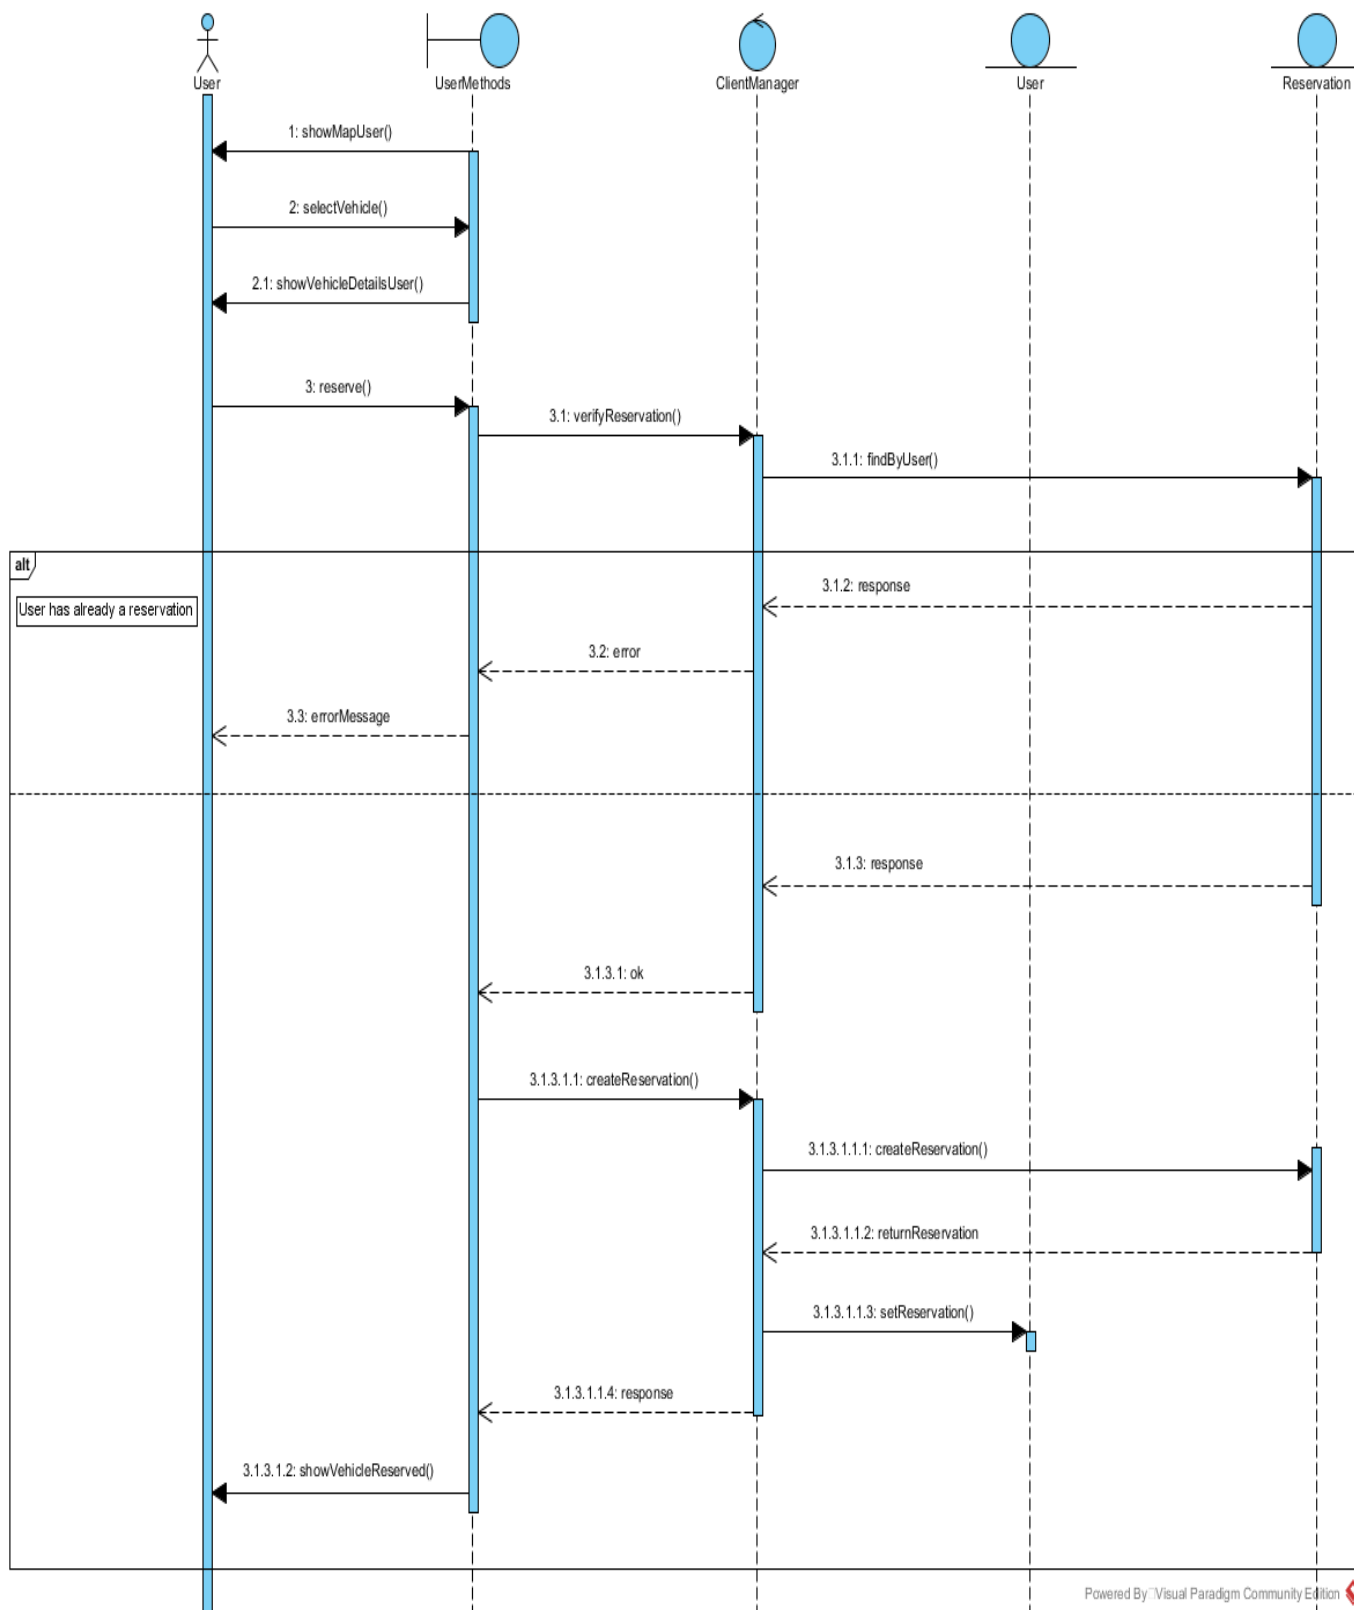 User
UserMethods
ClientManager
User
Reservation
1: showMapUser()
2: selectVehicle()
2.1: showVehicleDetailsUser()
3: reserve()
3.1: verifyReservation()
3.1.1: findByUser()
alt
User has already a reservation
3.1.2: response
3.2: error
3.3: errorMessage
3.1.3: response
3.1.3.1: ok
3.1.3.1.1: createReservation()
3.1.3.1.1.1: createReservation()
3.1.3.1.1.2: returnReservation
3.1.3.1.1.3: setReservation()
3.1.3.1.1.4: response
3.1.3.1.2: showVehicleReserved()
Powered By Visual Paradigm Community Edition